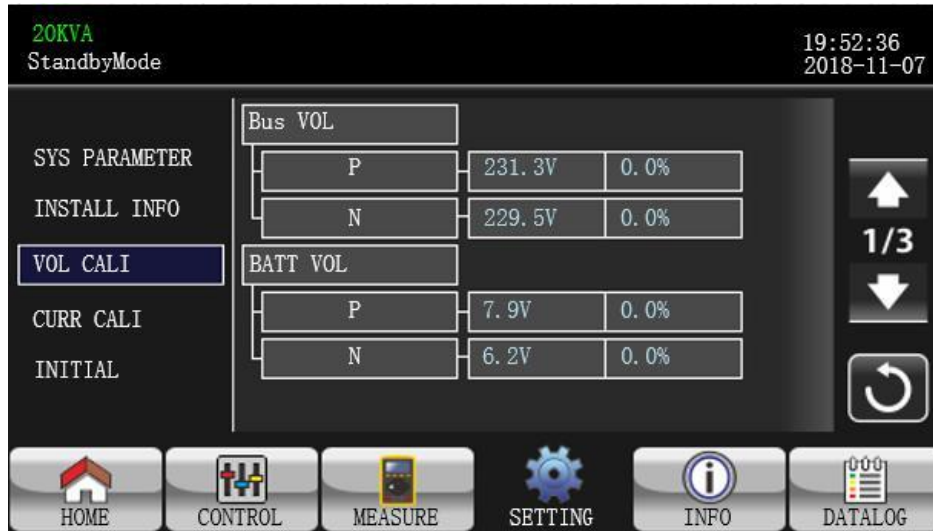 20KVA
StandbyMode
19:52:36
2018-11-07
SYS PARAMETER
INSTALL INFO
VOL CALI
CURR CALI
INITIAL
Bus VOL
P 231.3V 0.0%
N 229.5V 0.0%
BATT VOL
P 7.9V 0.0%
N 6.2V 0.0%
1/3
HOME CONTROL MEASURE SETTING INFO DATALOG